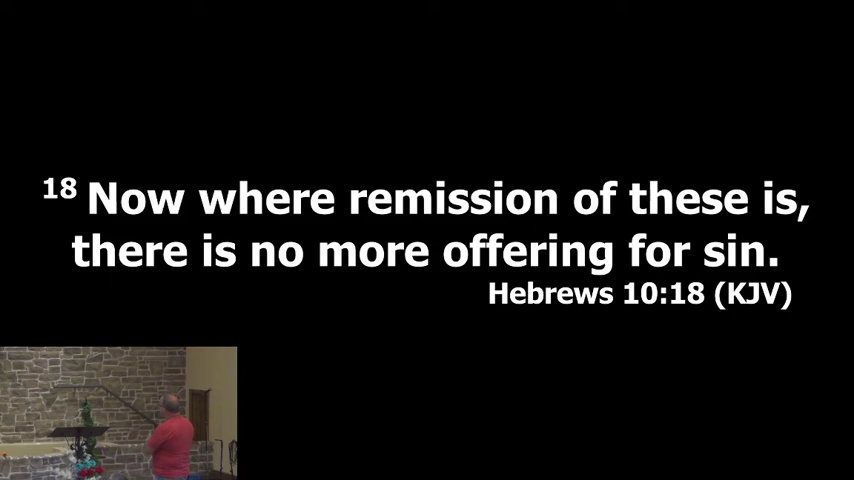 18 Now where remission of these is,
there is no more offering for sin.
Hebrews 10:18 (KJV)